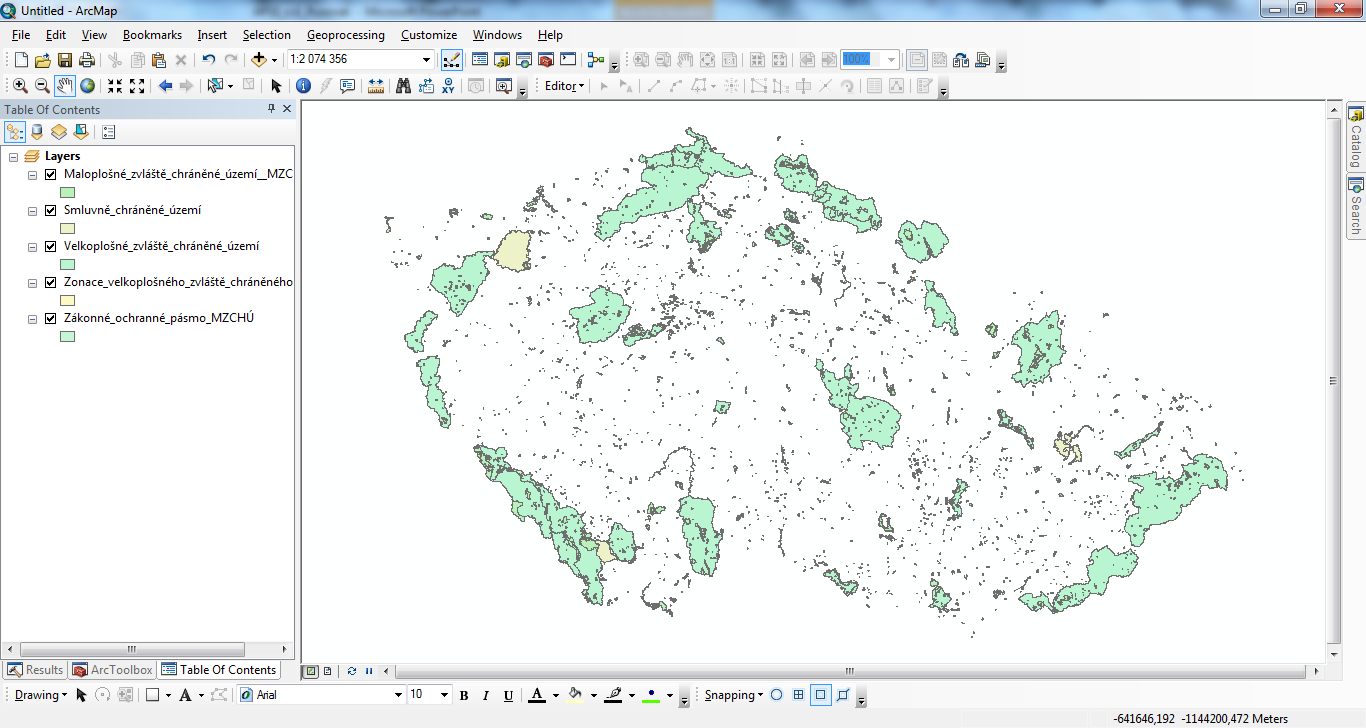 Untitled - ArcMap
File Edit View Bookmarks Insert Selection Geoprocessing Customize Windows Help
1:2 074 356
100%
Editor
Table Of Contents
Layers
Maloplošné_zvláště_chráněné_území__MZC
Smluvně_chráněné_území
Velkoplošné_zvláště_chráněné_území
Zonace_velkoplošného_zvláště_chráněného
Zákonné_ochranné_pásmo_MZCHÚ
Catalog
Search
Results ArcToolbox Table Of Contents
Drawing A Arial 10 B I U A Snapping
-641646,192 -1144200,472 Meters